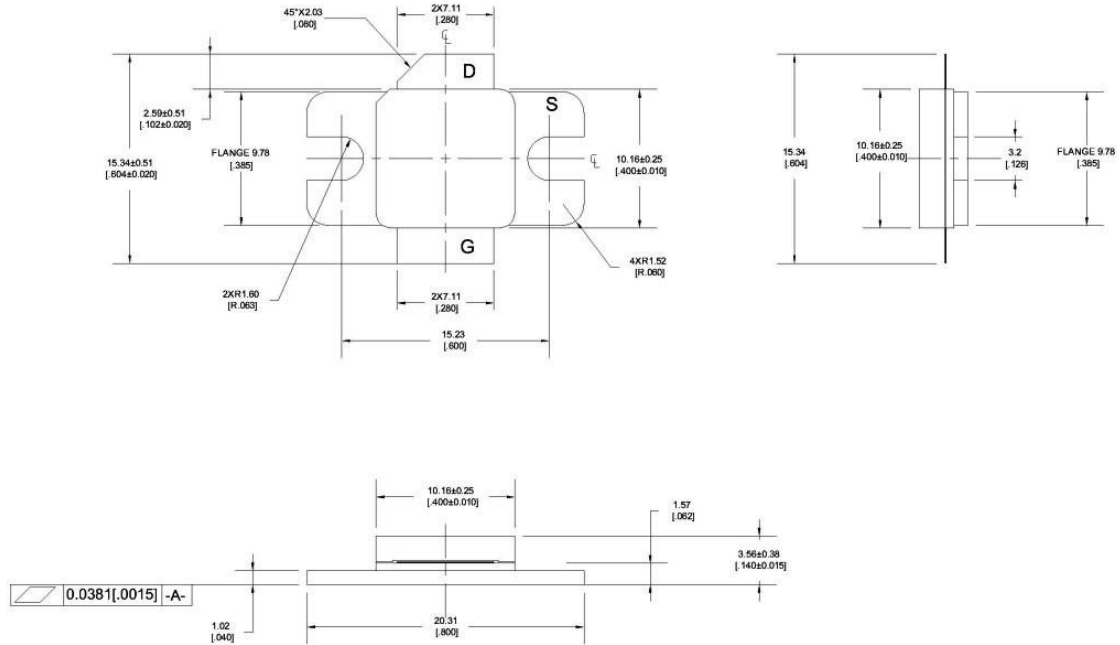 45°X2.03
[.080]
2X7.11
[.280]
℄
D
S
2.59±0.51
[.102±0.020]
15.34±0.51
[.604±0.020]
FLANGE 9.78
[.385]
℄
10.16±0.25
[.400±0.010]
G
4XR1.52
[R.060]
2XR1.60
[R.063]
2X7.11
[.280]
15.23
[.600]
15.34
[.604]
10.16±0.25
[.400±0.010]
3.2
[.126]
FLANGE 9.78
[.385]
10.16±0.25
[.400±0.010]
1.57
[.062]
3.56±0.38
[.140±0.015]
0.0381[.0015] -A-
1.02
[.040]
20.31
[.800]